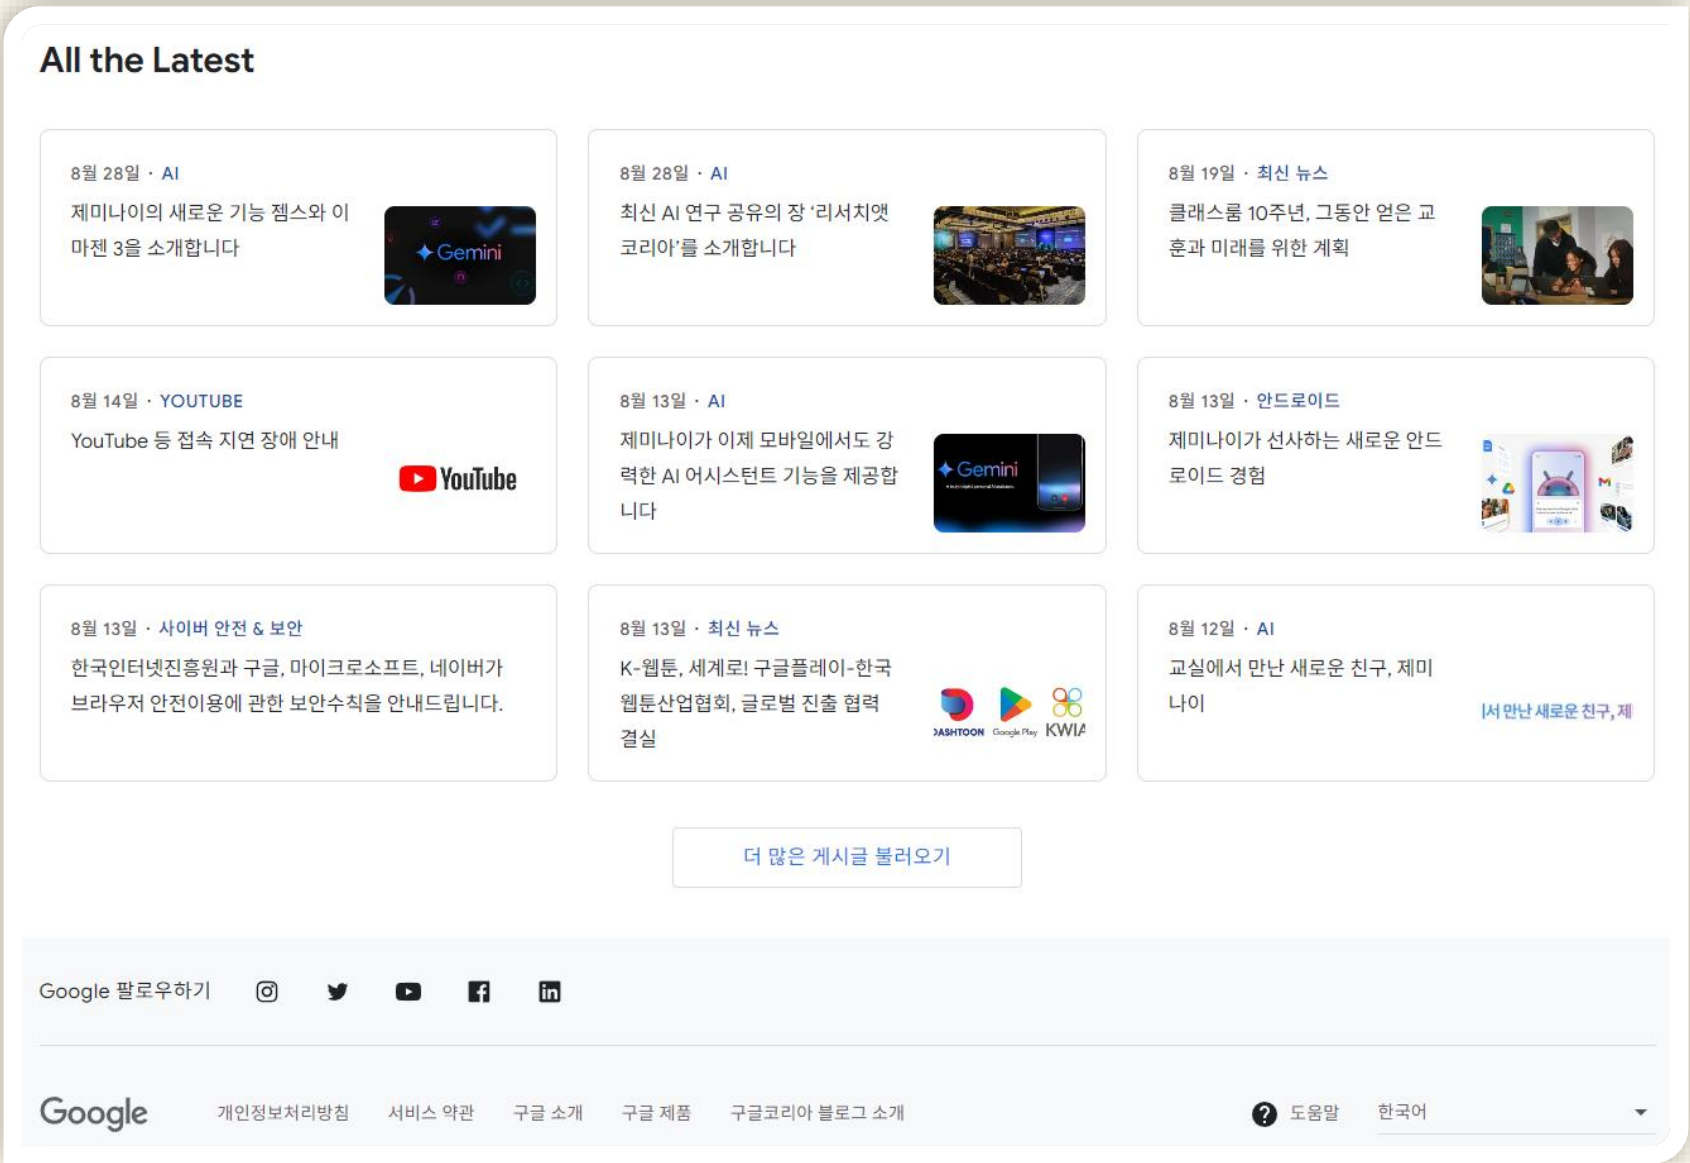 All the Latest
8월 28일 · AI
제미나이의 새로운 기능 젬스와 이
마젠 3을 소개합니다
Gemini
8월 28일 · AI
최신 AI 연구 공유의 장 ‘리서치앳
코리아’를 소개합니다
8월 19일 · 최신 뉴스
클래스룸 10주년, 그동안 얻은 교
훈과 미래를 위한 계획
8월 14일 · YOUTUBE
YouTube 등 접속 지연 장애 안내
YouTube
8월 13일 · AI
제미나이가 이제 모바일에서도 강
력한 AI 어시스턴트 기능을 제공합
니다
Gemini
8월 13일 · 안드로이드
제미나이가 선사하는 새로운 안드
로이드 경험
8월 13일 · 사이버 안전 & 보안
한국인터넷진흥원과 구글, 마이크로소프트, 네이버가
브라우저 안전이용에 관한 보안수칙을 안내드립니다.
8월 13일 · 최신 뉴스
K-웹툰, 세계로! 구글플레이-한국
웹툰산업협회, 글로벌 진출 협력
결실
DASHTOON Google Play KWIA
8월 12일 · AI
교실에서 만난 새로운 친구, 제미
나이
서 만난 새로운 친구, 제
더 많은 게시글 불러오기
Google 팔로우하기
Google 개인정보처리방침 서비스 약관 구글 소개 구글 제품 구글코리아 블로그 소개 도움말 한국어